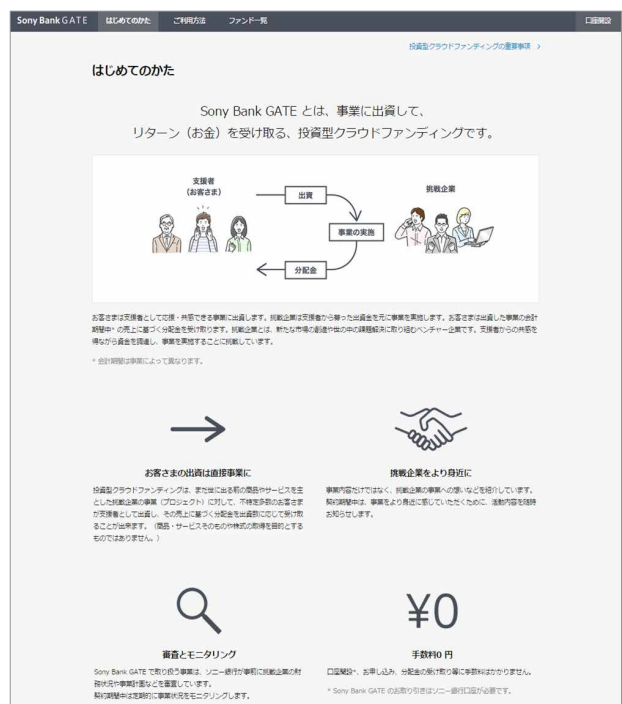 Sony Bank GATE はじめてのかた ご利用方法 ファンド一覧 口座開設
投資型クラウドファンディングの重要事項 >
はじめてのかた
Sony Bank GATE とは、事業に出資して、
リターン（お金）を受け取る、投資型クラウドファンディングです。
支援者
（お客さま）
出資
挑戦企業
事業の実施
分配金
お客さまは支援者として応援・共感できる事業に出資します。挑戦企業は支援者から募った出資金を元に事業を実施します。お客さまは出資した事業の会計
期間中* の売上に基づく分配金を受け取ります。挑戦企業とは、新たな市場の創造や世の中の課題解決に取り組むベンチャー企業です。支援者からの共感を
得ながら資金を調達し、事業を実施することに挑戦しています。
* 会計期間は事業によって異なります。
お客さまの出資は直接事業に
投資型クラウドファンディングは、まだ世に出る前の商品やサービスを主
とした挑戦企業の事業（プロジェクト）に対して、不特定多数のお客さま
が支援者として出資し、その売上に基づく分配金を出資数に応じて受け取
ることが出来ます。（商品・サービスそのものや株式の取得を目的とする
ものではありません。）
挑戦企業をより身近に
事業内容だけではなく、挑戦企業の事業への想いなどを紹介しています。
契約期間中は、事業をより身近に感じていただくために、活動内容を随時
お知らせします。
審査とモニタリング
Sony Bank GATE で取り扱う事業は、ソニー銀行が事前に挑戦企業の財
務状況や事業計画などを審査しています。
契約期間中は定期的に事業状況をモニタリングします。
¥0
手数料0 円
口座開設*、お申し込み、分配金の受け取り等に手数料はかかりません。
* Sony Bank GATE のお取り引きはソニー銀行口座が必要です。